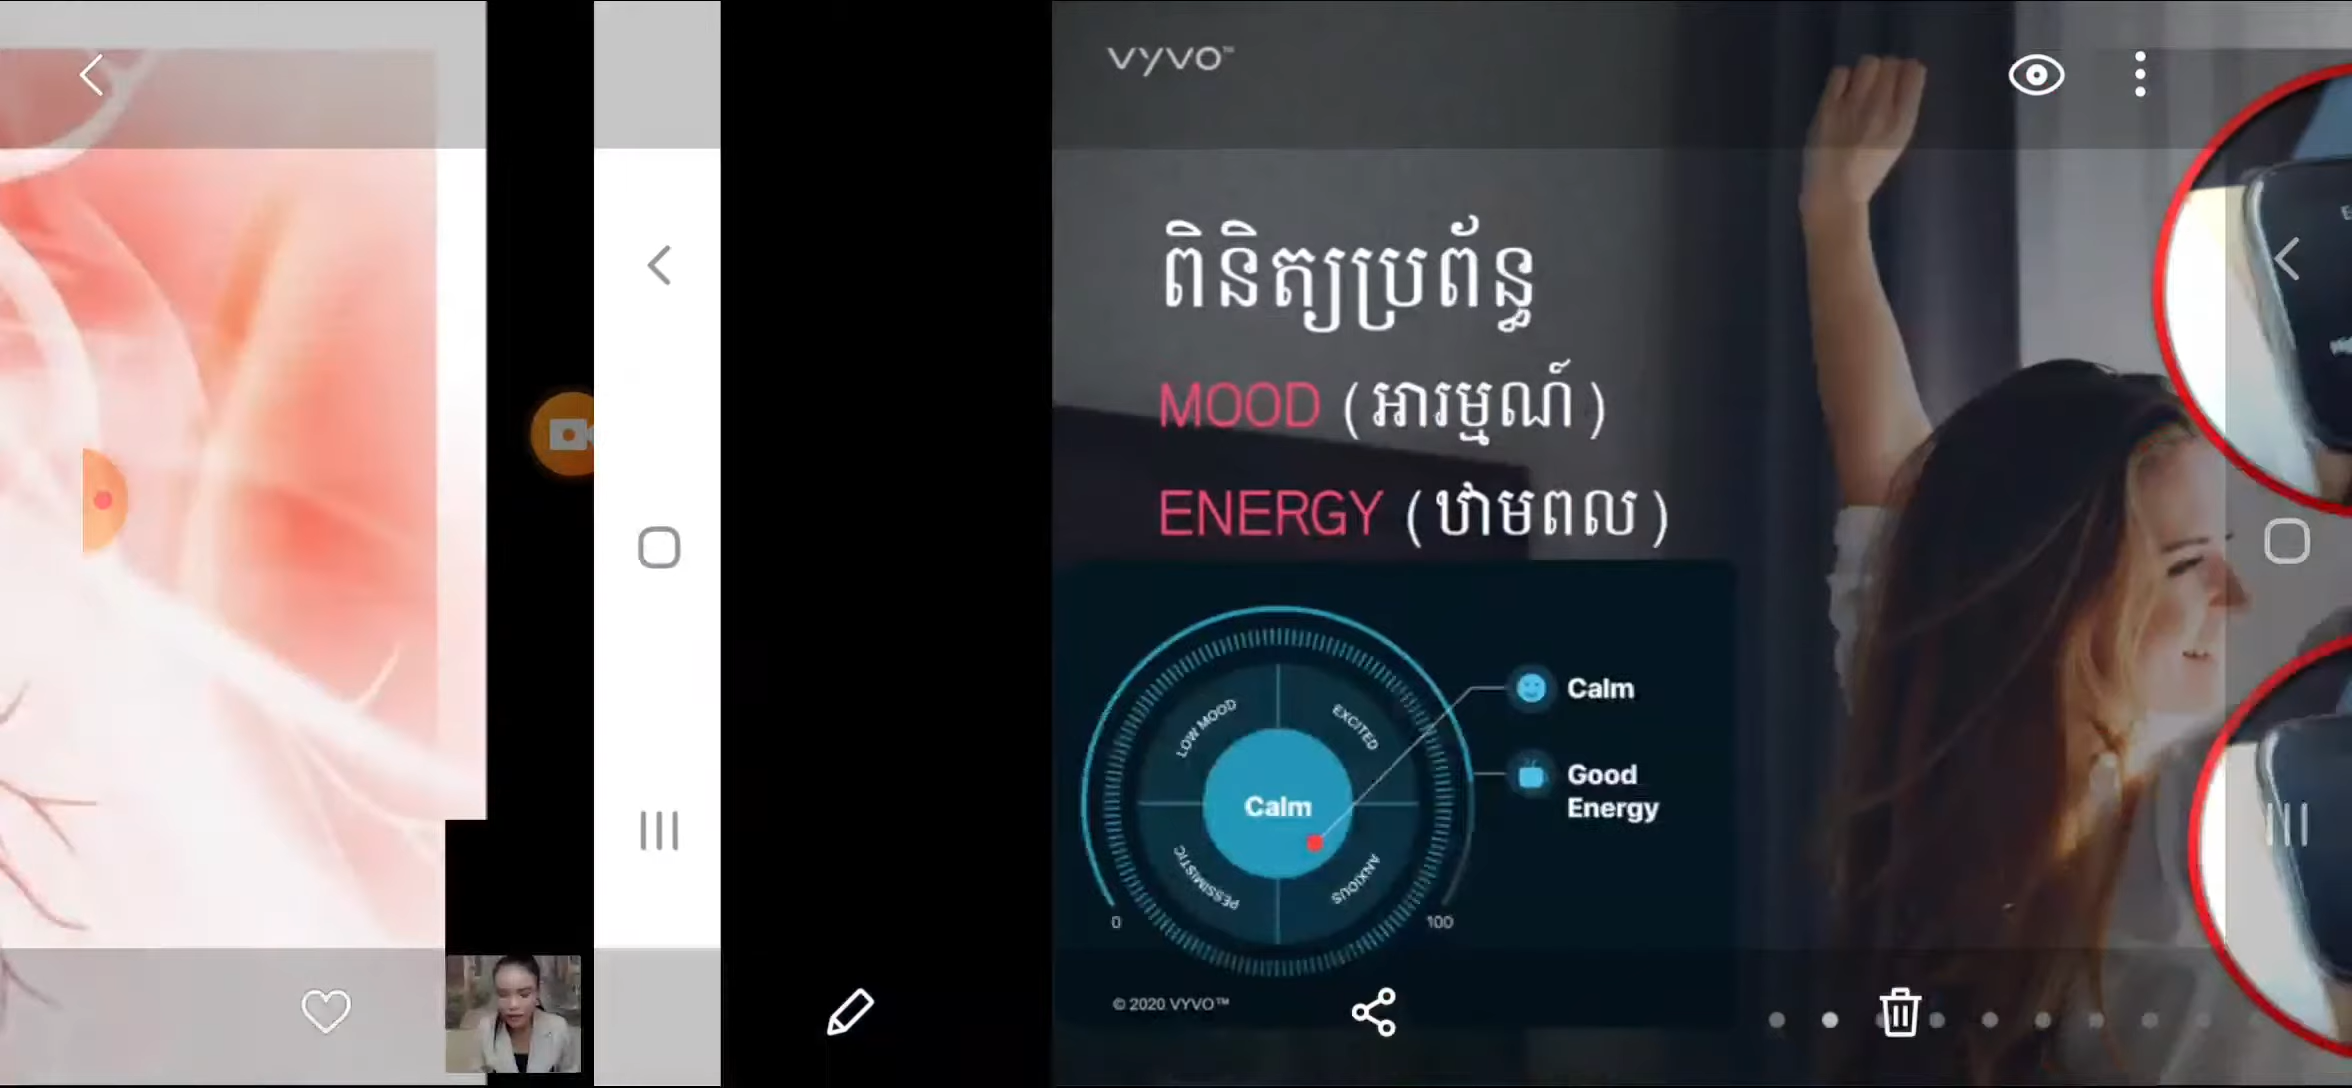 VYVO™
ពិនិត្យប្រព័ន្ធ
MOOD (អារម្មណ៍)
ENERGY (ឋាមពល)
LOW MOOD
EXCITED
Calm
PESSIMISTIC
ANXIOUS
0
100
Calm
Good
Energy
© 2020 VYVO™